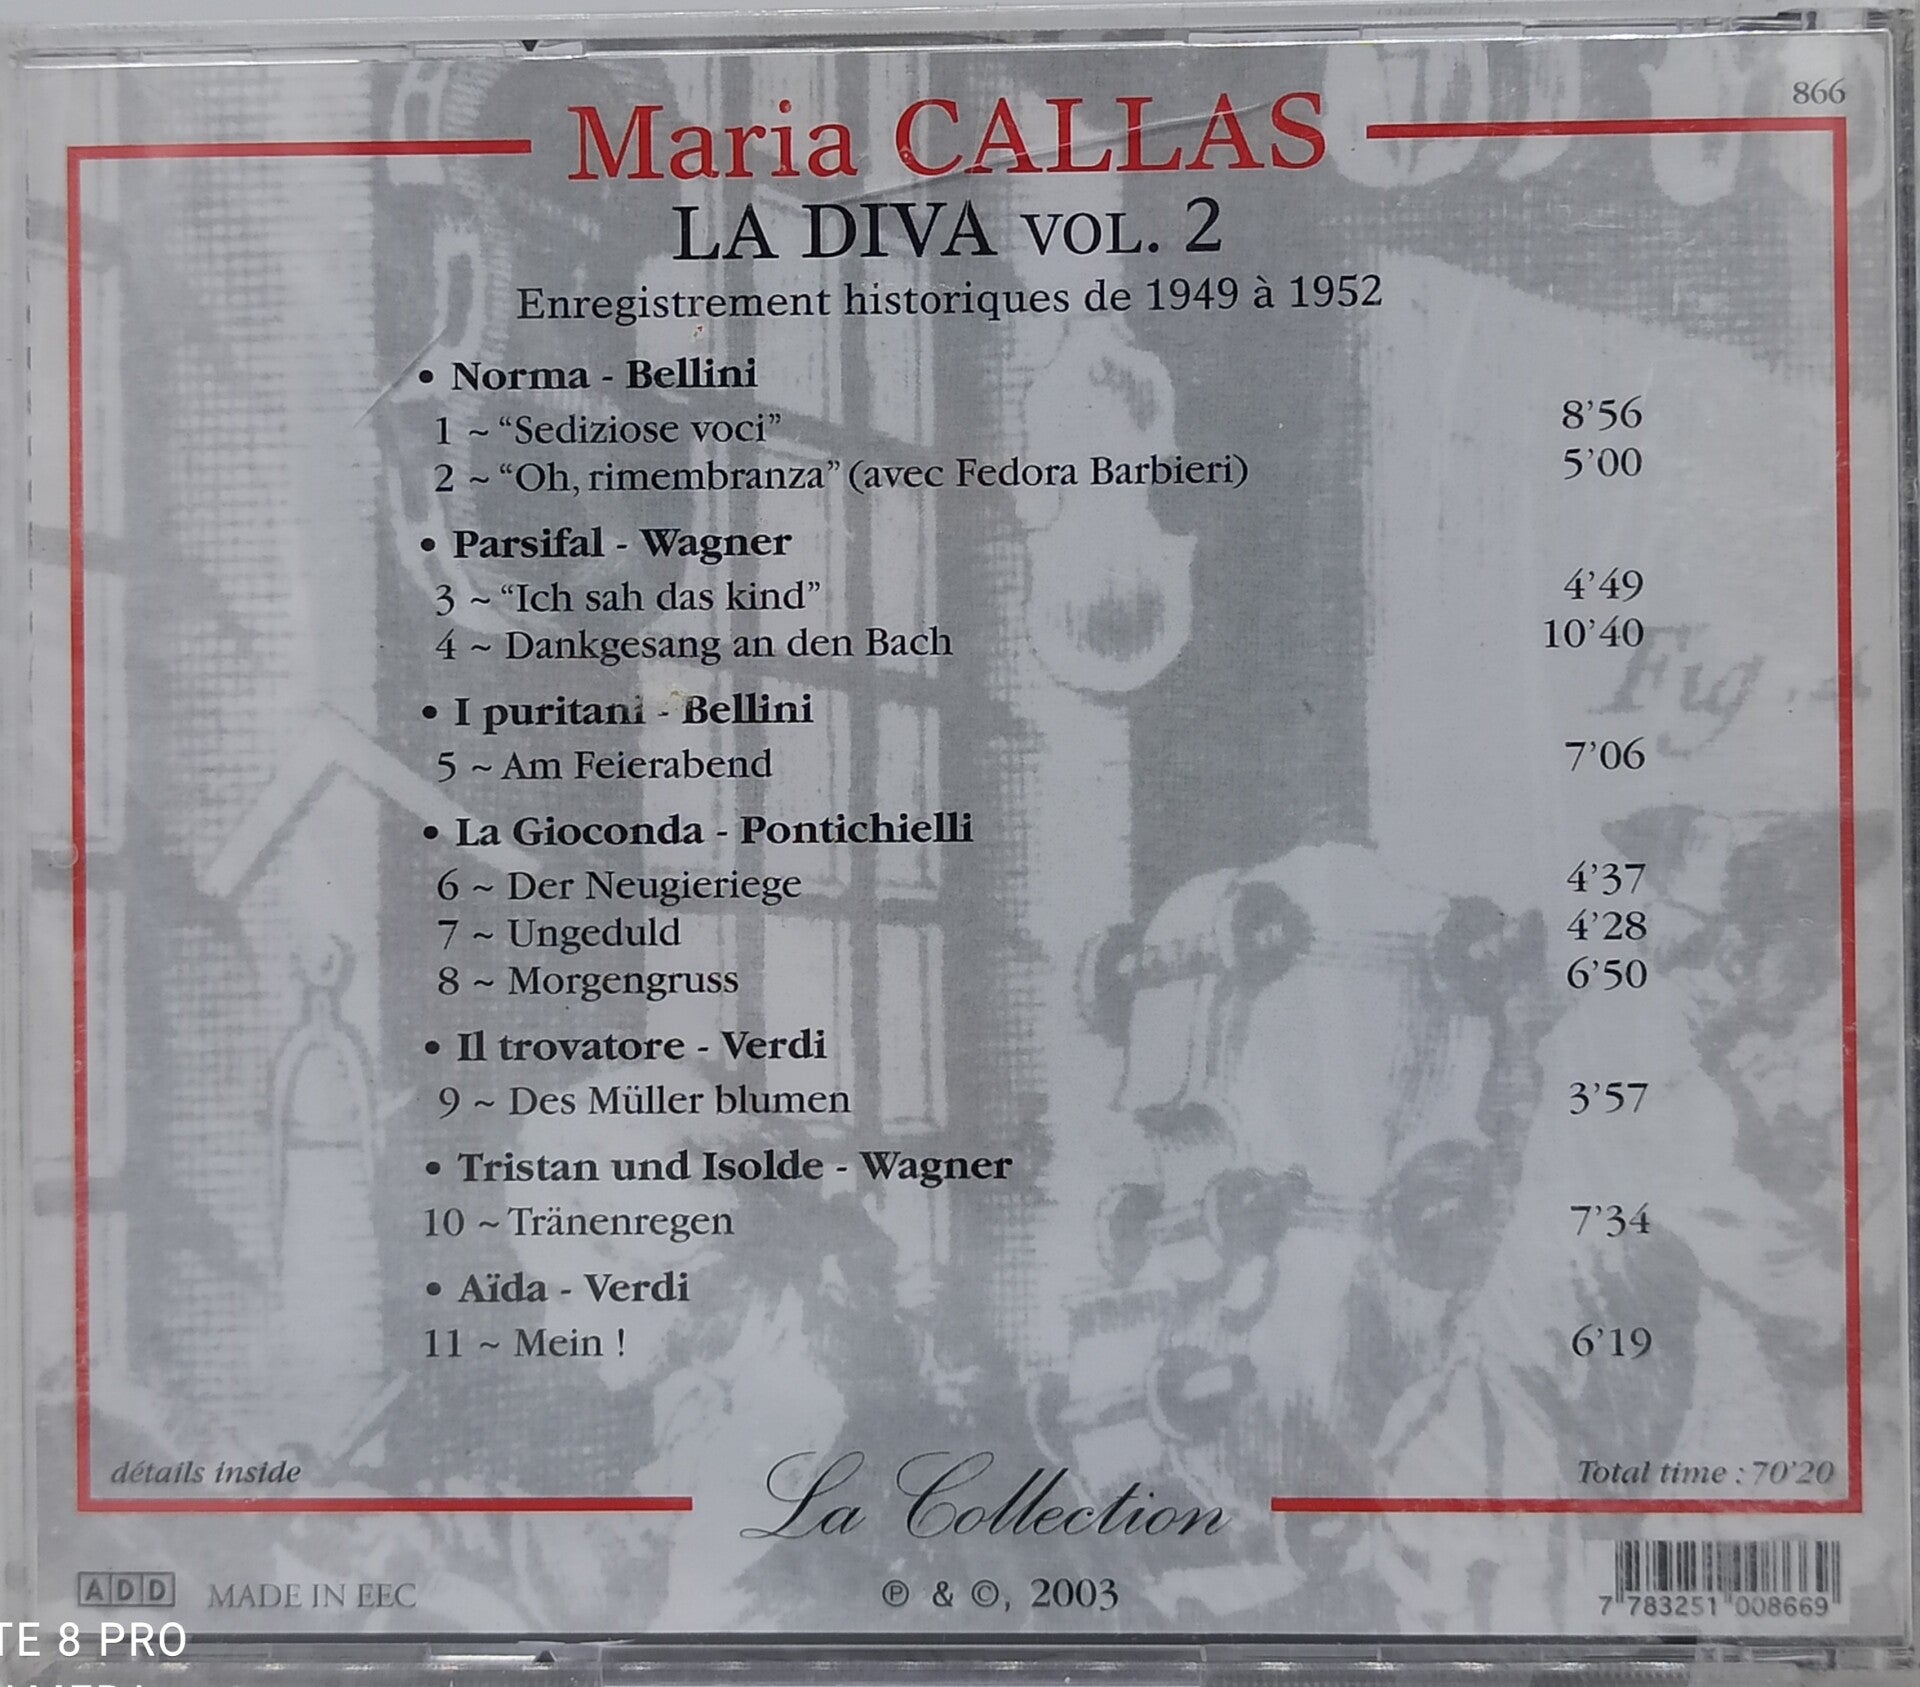 866
Maria CALLAS
LA DIVA VOL. 2
Enregistrement historiques de 1949 à 1952
• Norma - Bellini
1 ~ “Sediziose voci” 8’56
2 ~ “Oh, rimembranza” (avec Fedora Barbieri) 5’00
• Parsifal - Wagner
3 ~ “Ich sah das kind” 4’49
4 ~ Dankgesang an den Bach 10’40
• I puritani - Bellini
5 ~ Am Feierabend 7’06
Fig.
• La Gioconda - Pontichielli
6 ~ Der Neugieriege 4’37
7 ~ Ungeduld 4’28
8 ~ Morgengruss 6’50
• Il trovatore - Verdi
9 ~ Des Müller blumen 3’57
• Tristan und Isolde - Wagner
10 ~ Tränenregen 7’34
• Aïda - Verdi
11 ~ Mein ! 6’19
détails inside
Total time : 70’20
La Collection
ADD MADE IN EEC
℗ & ©, 2003
7 783251 008669
TE 8 PRO